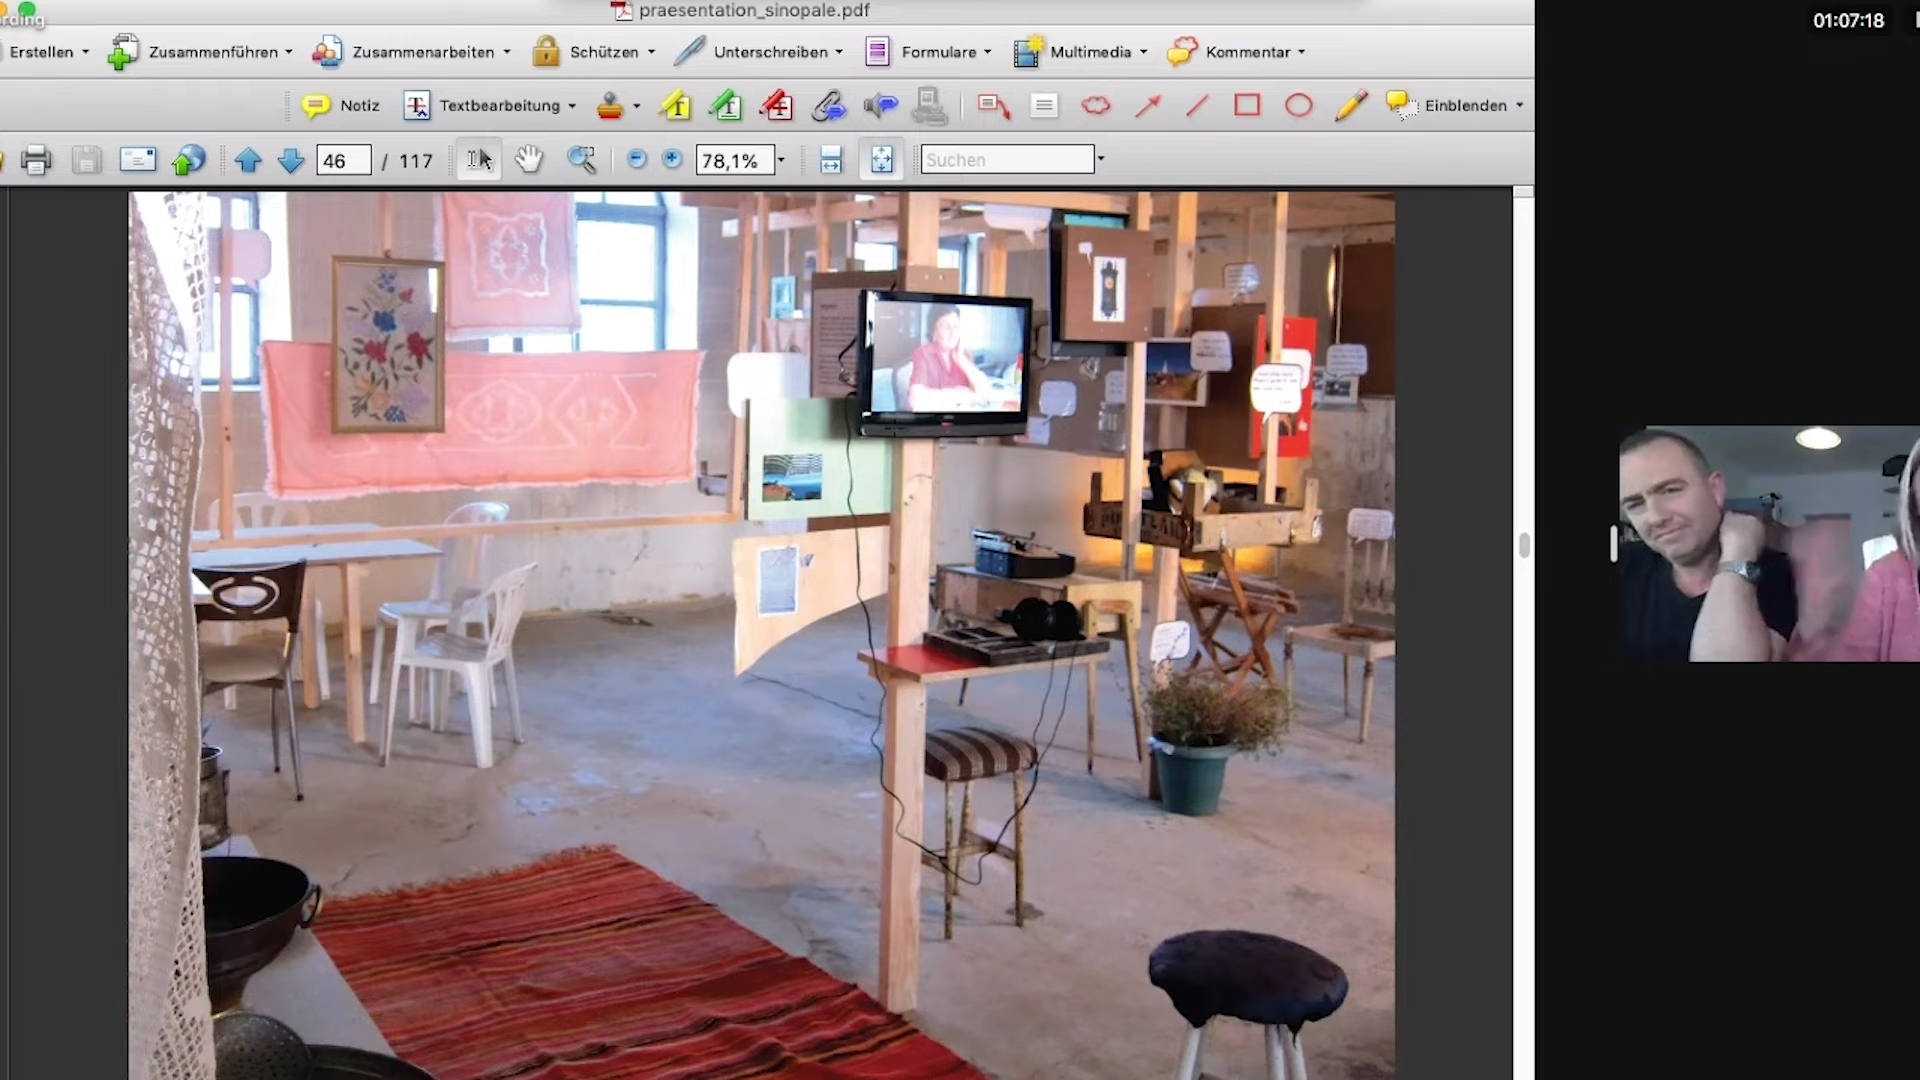 rding
praesentation_sinopale.pdf
01:07:18
Erstellen Zusammenführen Zusammenarbeiten Schützen Unterschreiben Formulare Multimedia Kommentar
Notiz Textbearbeitung Einblenden
46 / 117 78,1% Suchen